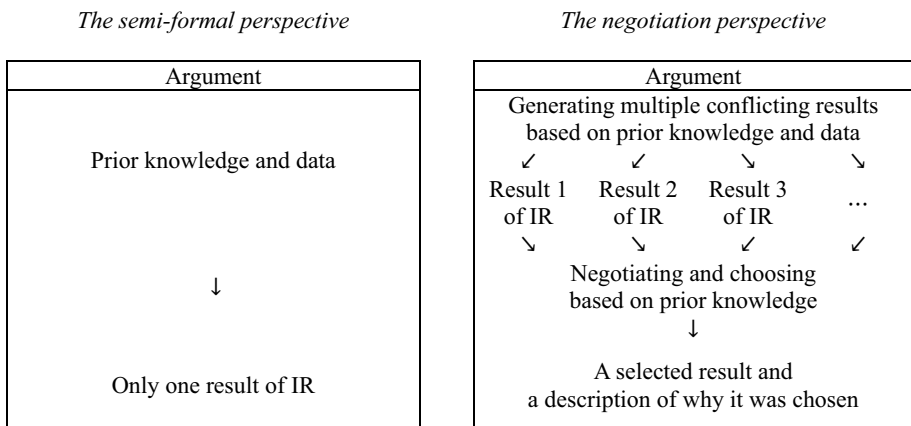 The semi-formal perspective
Argument
Prior knowledge and data
↓
Only one result of IR
The negotiation perspective
Argument
Generating multiple conflicting results
based on prior knowledge and data
↙ ↙ ↘ ↘
Result 1 Result 2 Result 3 ...
of IR of IR of IR
↘ ↘ ↙ ↙
Negotiating and choosing
based on prior knowledge
↓
A selected result and
a description of why it was chosen